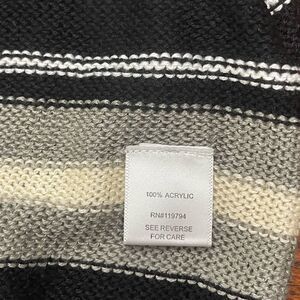 100% ACRYLIC
RN#119794
SEE REVERSE
FOR CARE